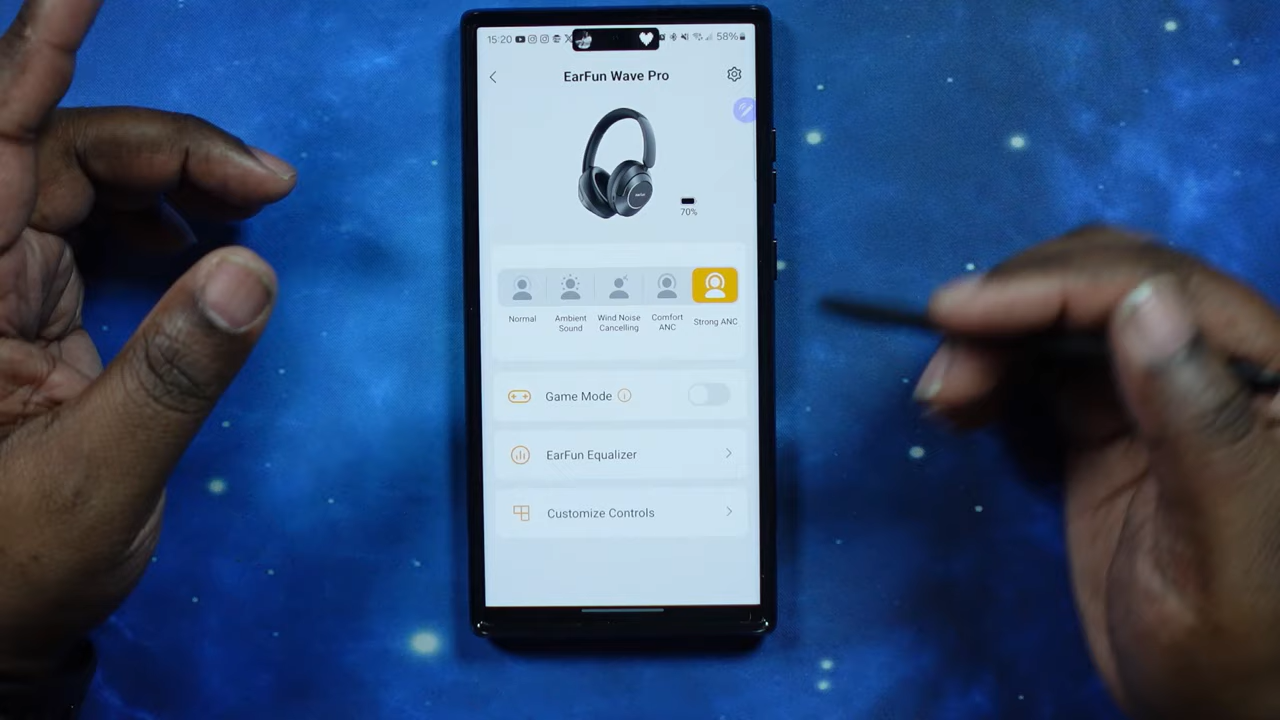 15:20 58%
EarFun Wave Pro
70%
Normal
Ambient
Sound
Wind Noise
Cancelling
Comfort
ANC
Strong ANC
Game Mode
EarFun Equalizer
Customize Controls